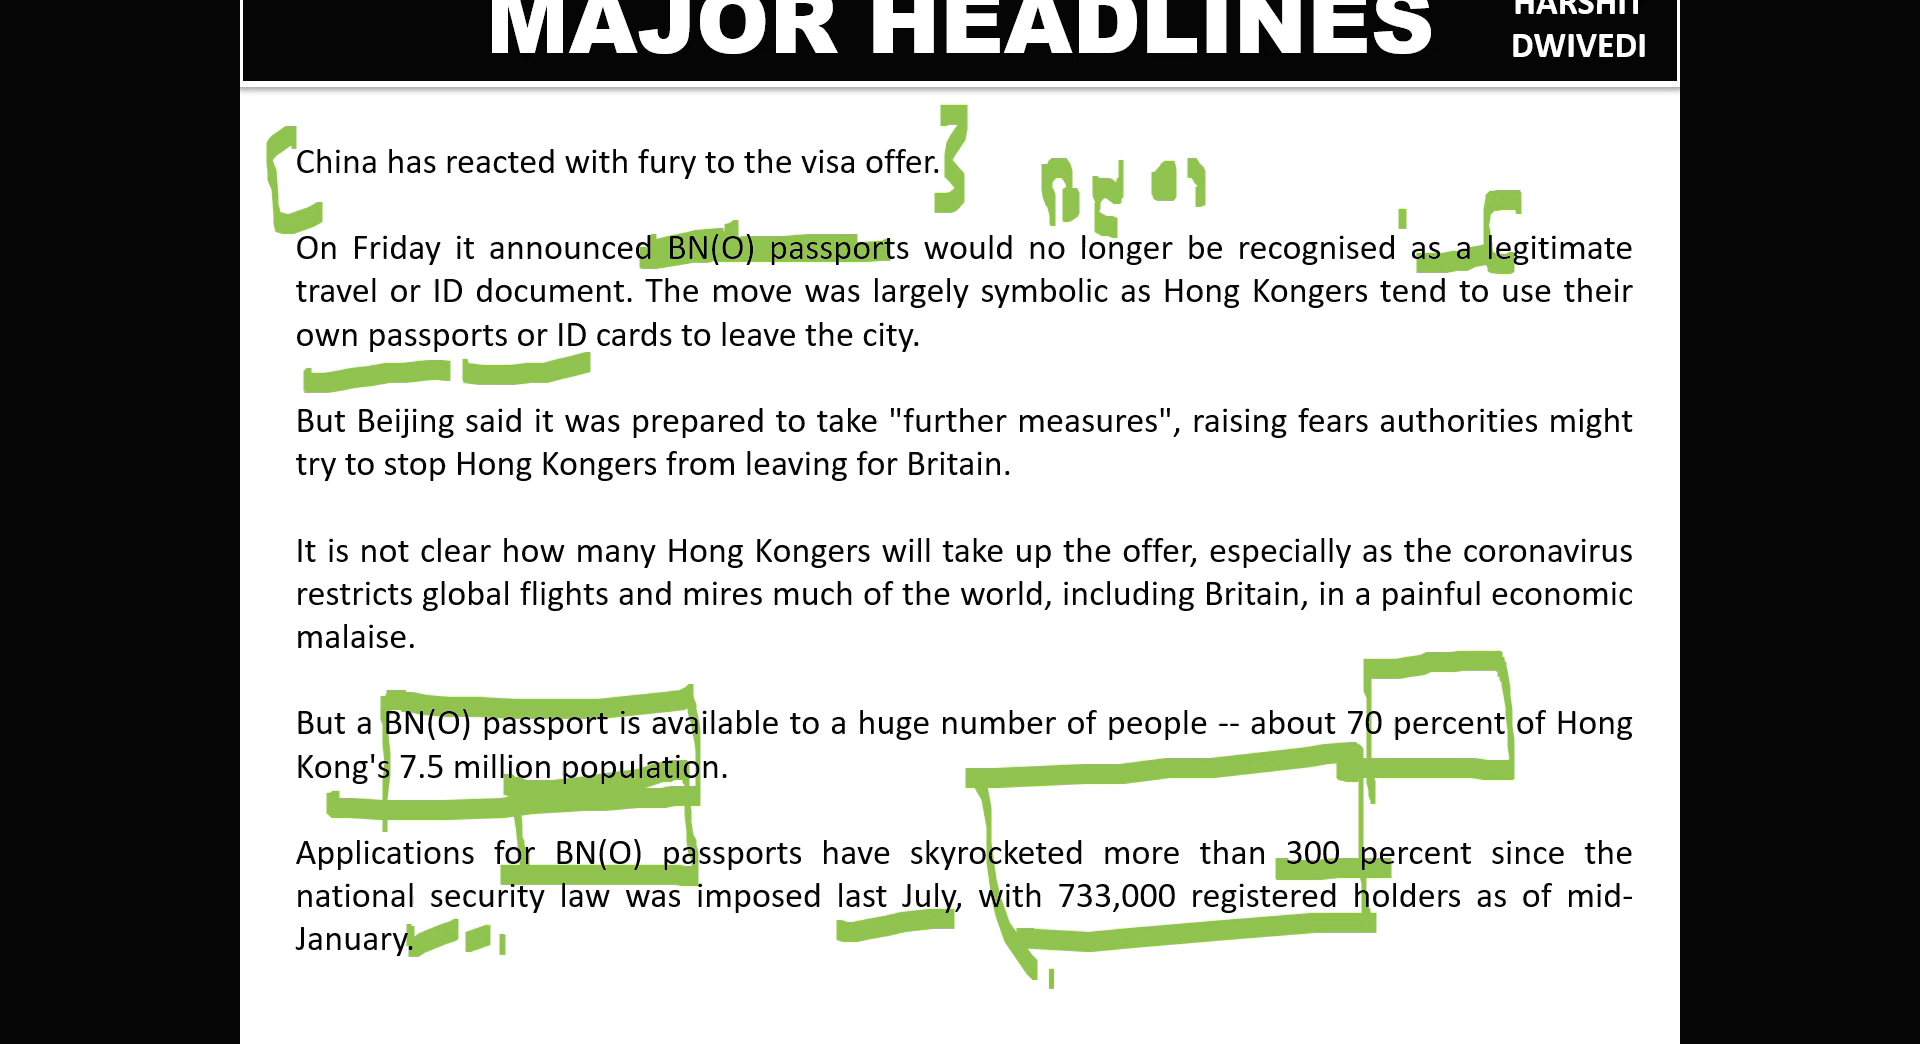 MAJOR HEADLINES
HARSHIT
DWIVEDI
China has reacted with fury to the visa offer.
On Friday it announced BN(O) passports would no longer be recognised as a legitimate
travel or ID document. The move was largely symbolic as Hong Kongers tend to use their
own passports or ID cards to leave the city.
But Beijing said it was prepared to take "further measures", raising fears authorities might
try to stop Hong Kongers from leaving for Britain.
It is not clear how many Hong Kongers will take up the offer, especially as the coronavirus
restricts global flights and mires much of the world, including Britain, in a painful economic
malaise.
But a BN(O) passport is available to a huge number of people -- about 70 percent of Hong
Kong's 7.5 million population.
Applications for BN(O) passports have skyrocketed more than 300 percent since the
national security law was imposed last July, with 733,000 registered holders as of mid-
January.